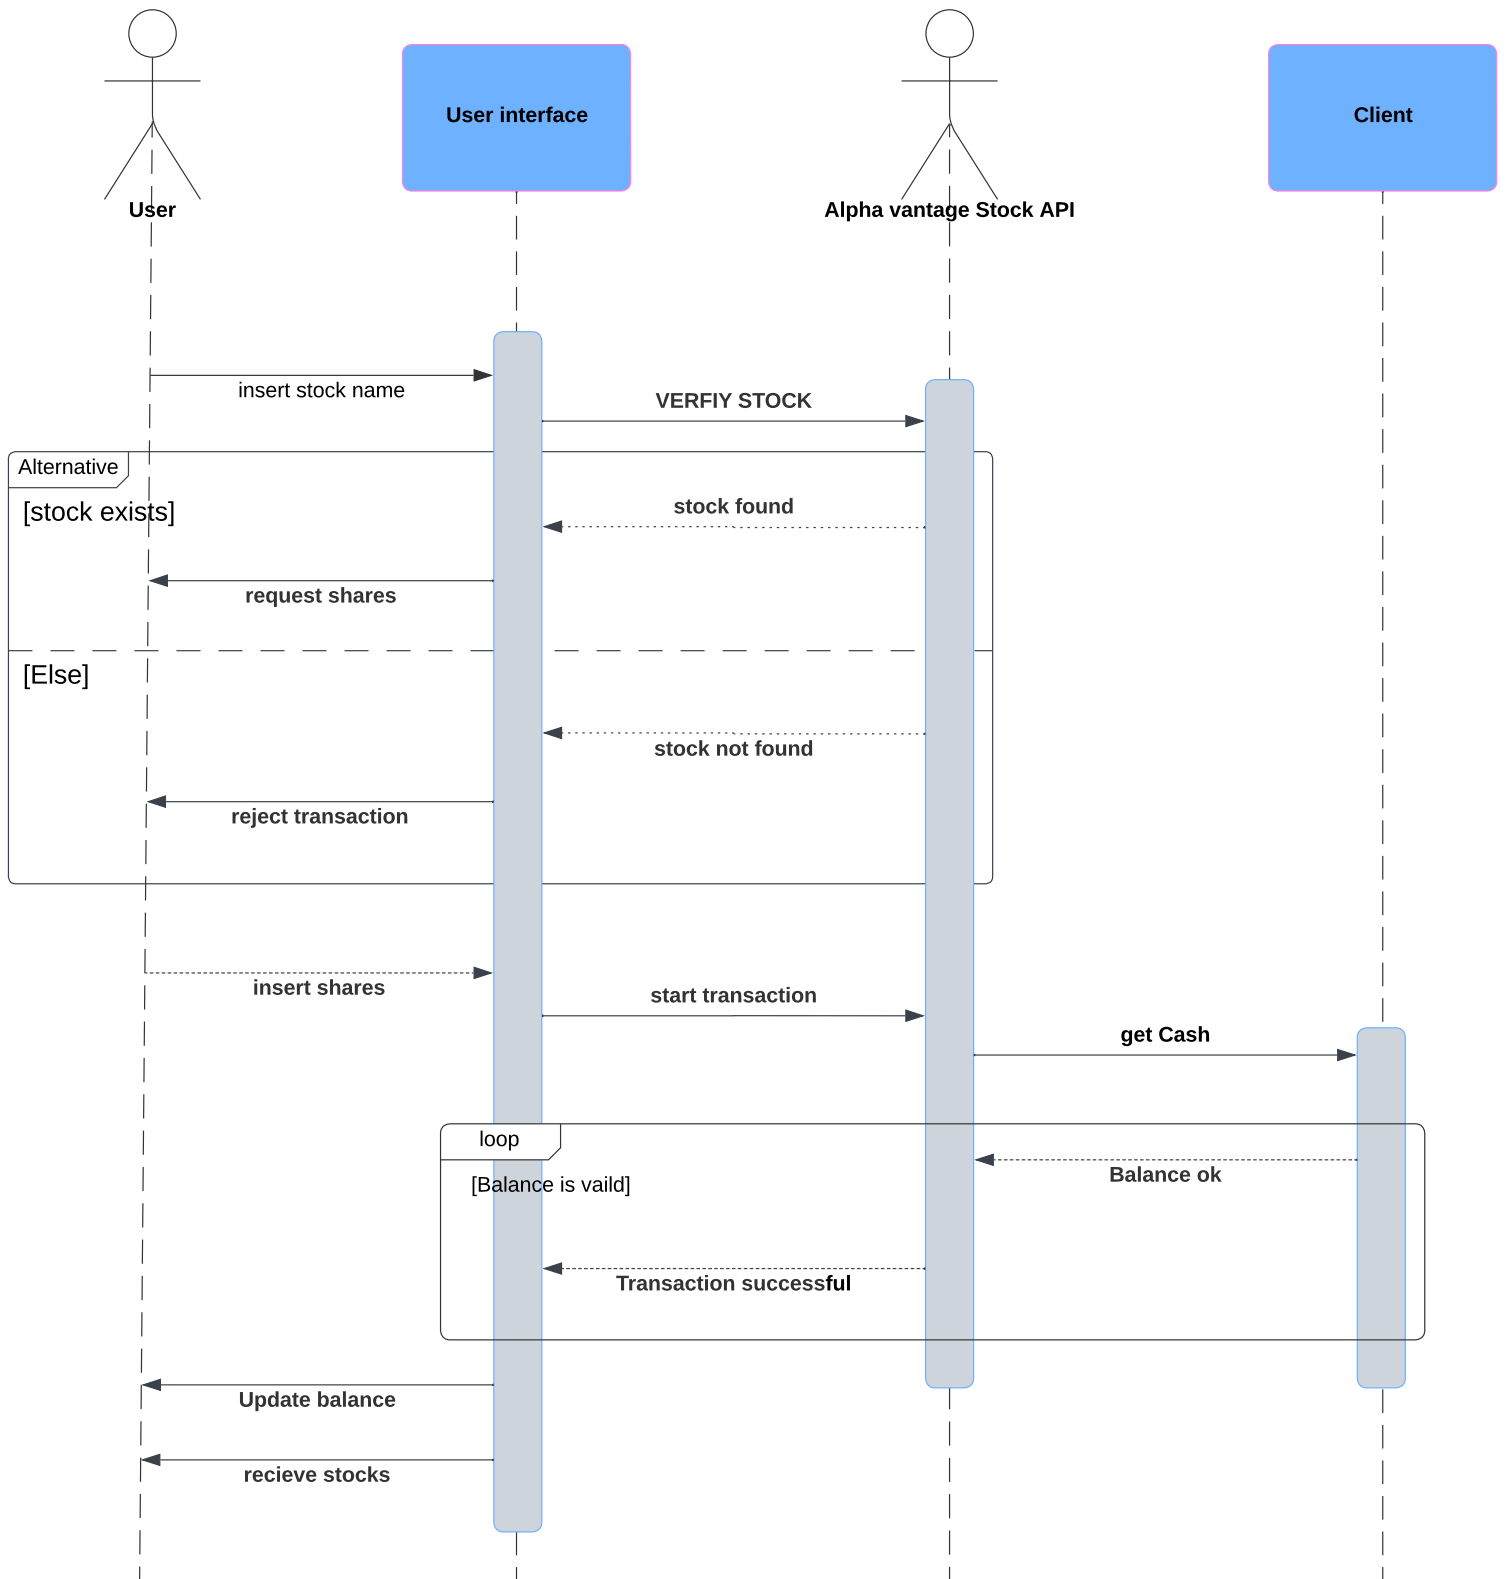 User
User interface
Alpha vantage Stock API
Client
insert stock name
VERFIY STOCK
Alternative
[stock exists]
stock found
request shares
[Else]
stock not found
reject transaction
insert shares
start transaction
get Cash
loop
Balance ok
[Balance is vaild]
Transaction successful
Update balance
recieve stocks